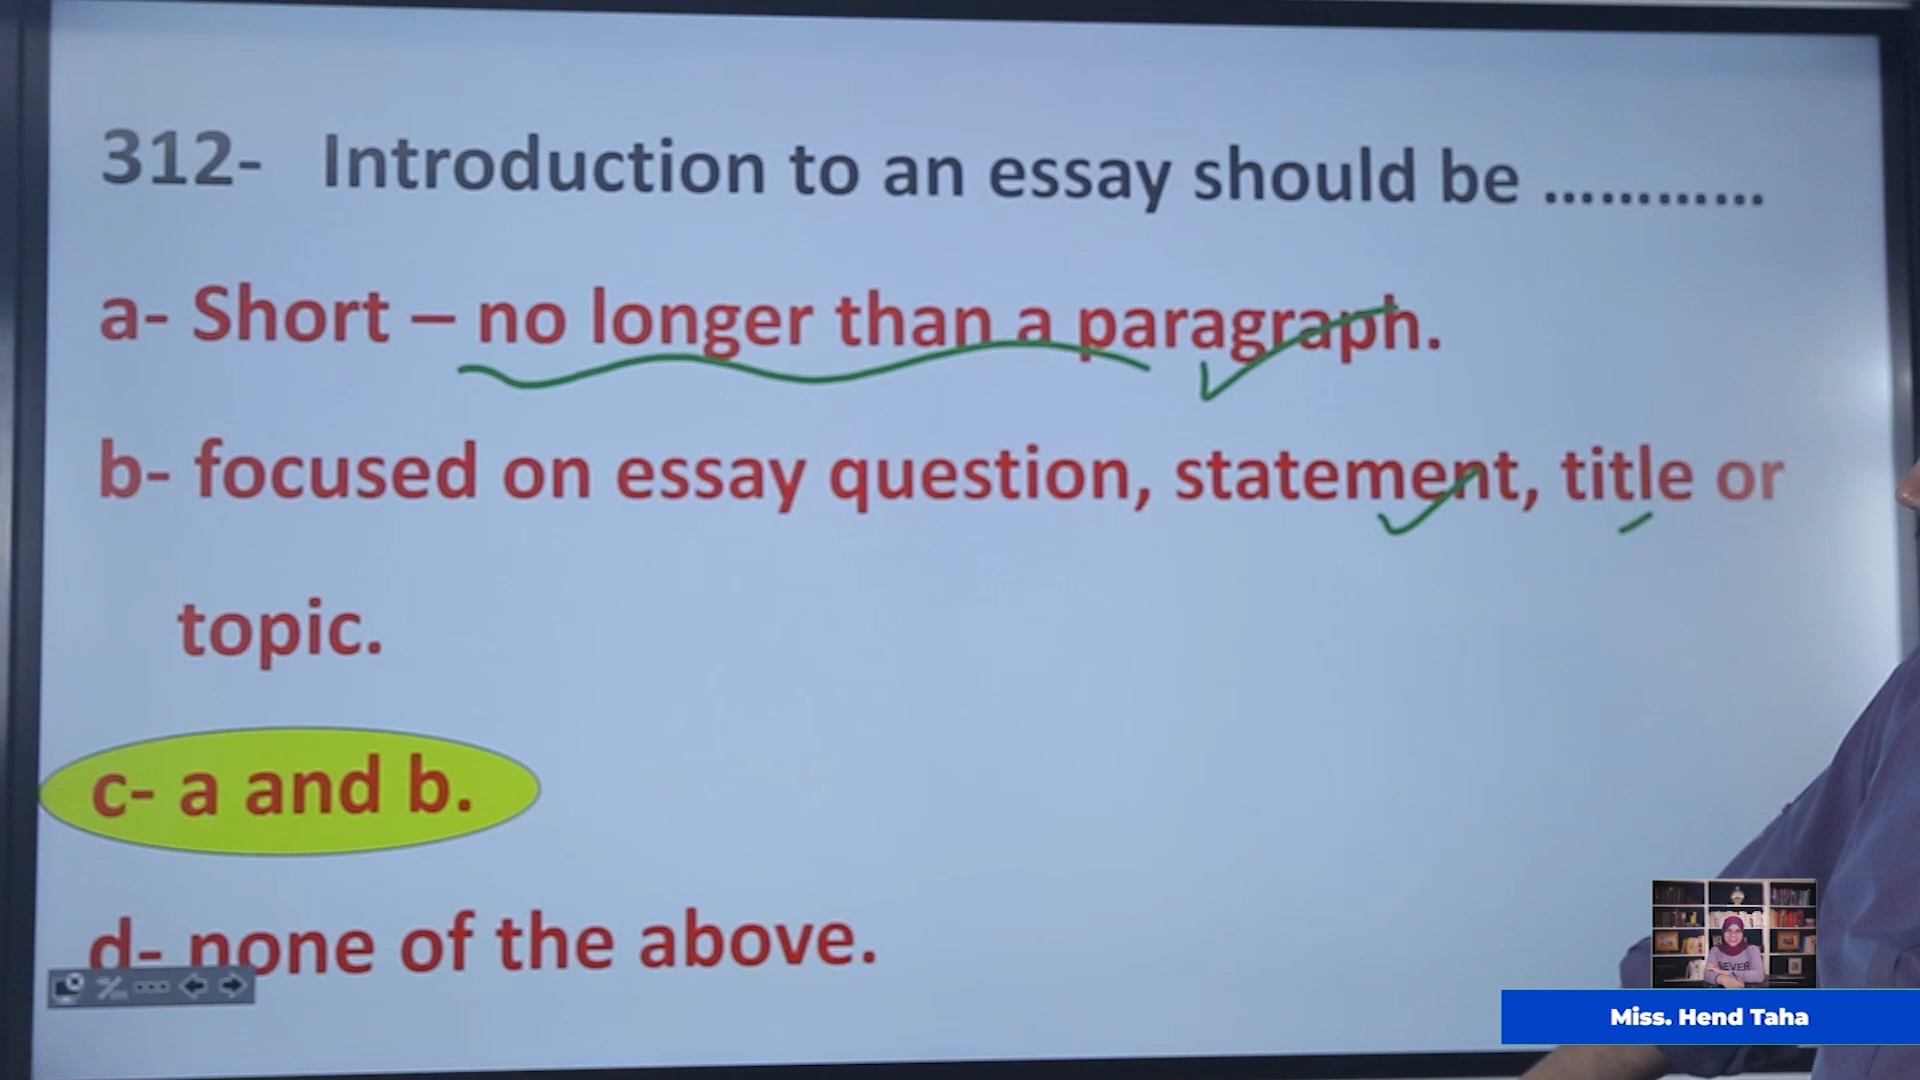 312- Introduction to an essay should be ............
a- Short – no longer than a paragraph.
b- focused on essay question, statement, title or
topic.
c- a and b.
d- none of the above.
NEVER
Miss. Hend Taha